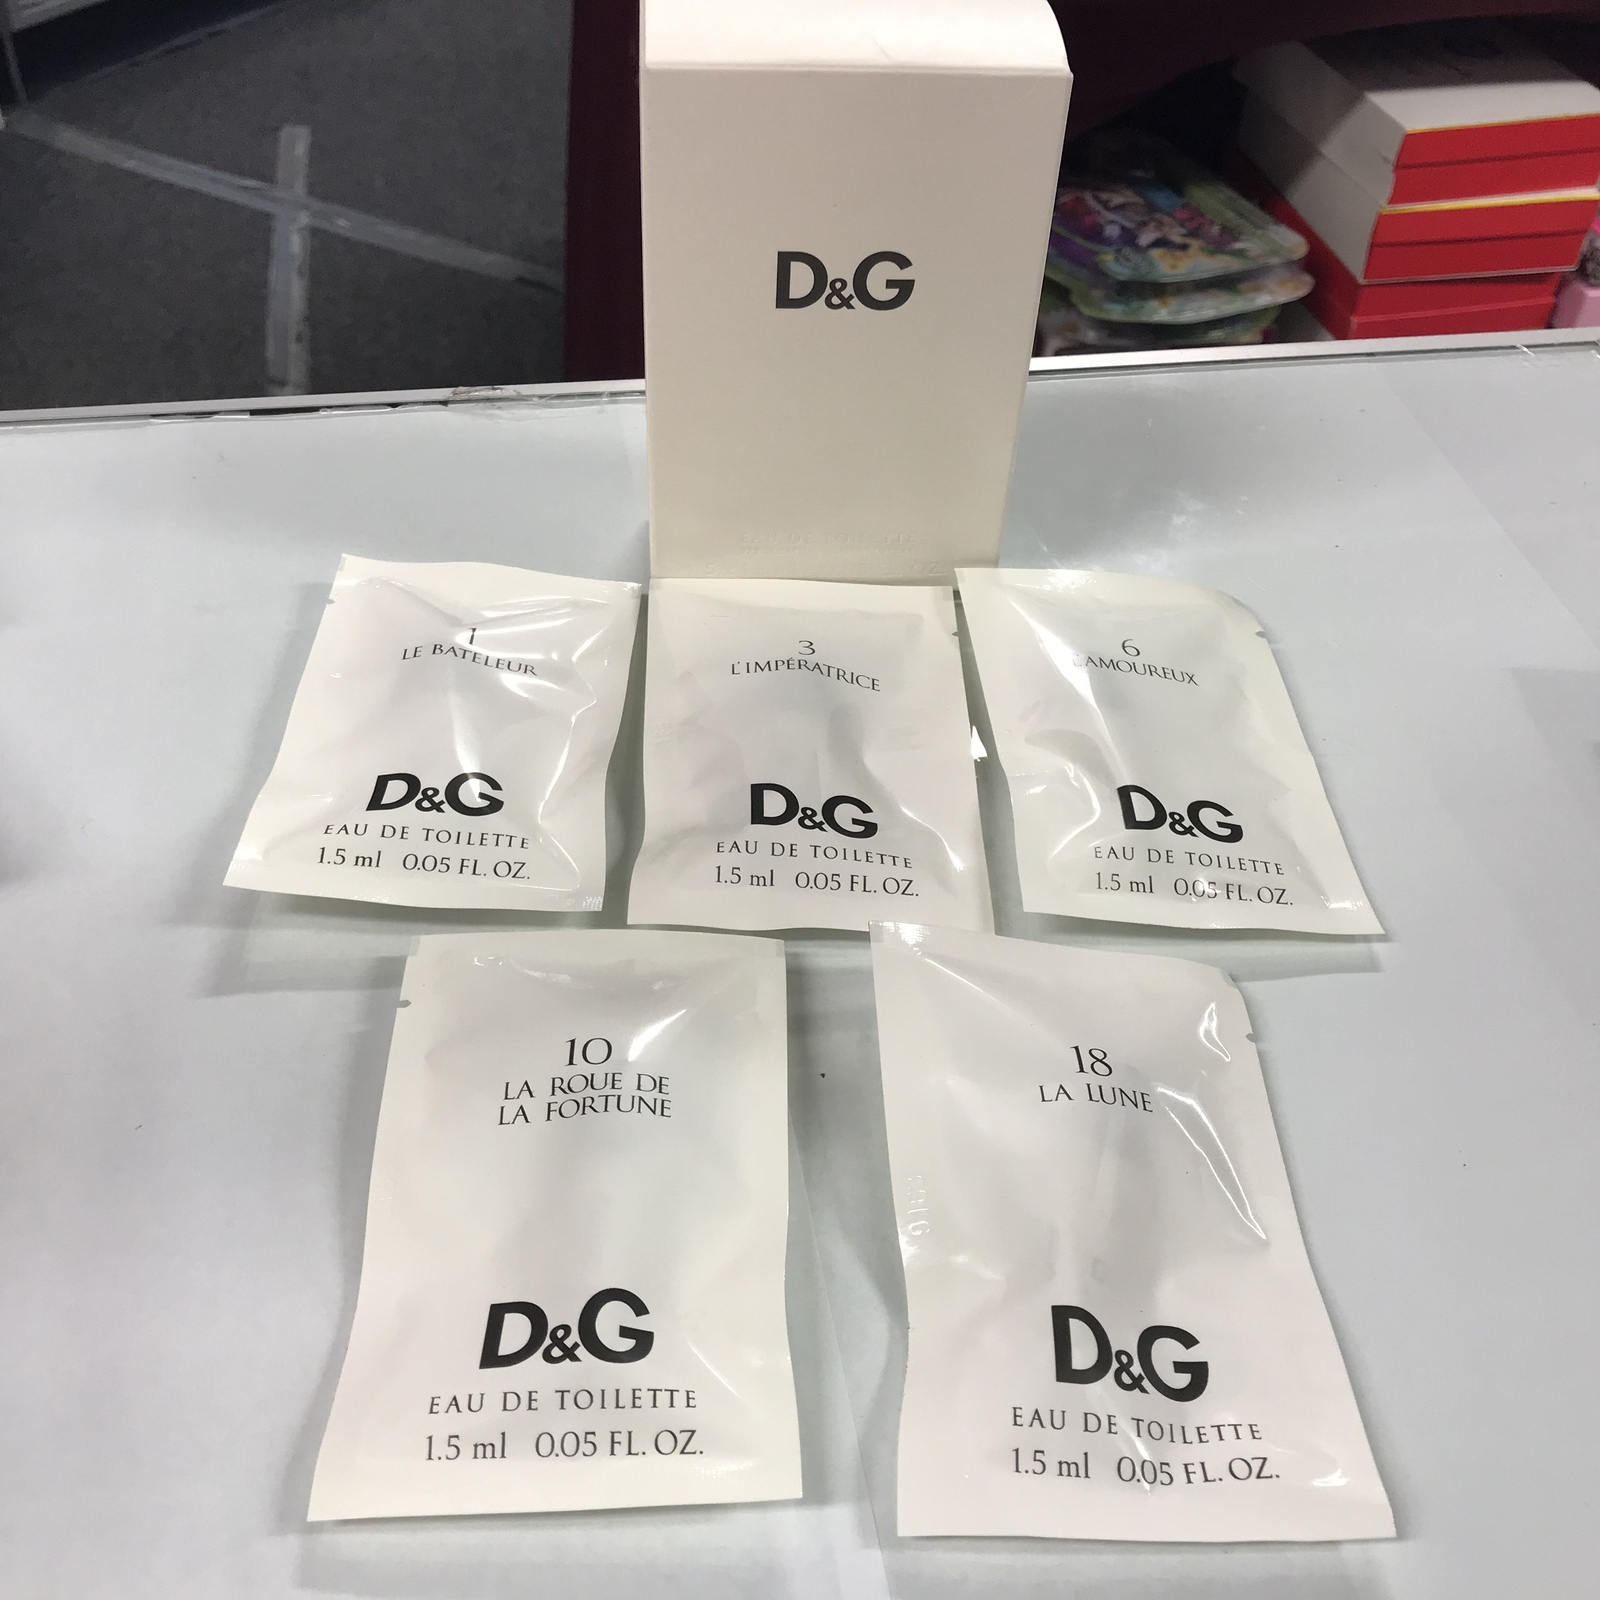 D&G
EAU DE TOILETTE
1
LE BATELEUR
D&G
EAU DE TOILETTE
1.5 ml 0.05 FL. OZ.
3
L'IMPÉRATRICE
D&G
EAU DE TOILETTE
1.5 ml 0.05 FL. OZ.
6
L'AMOUREUX
D&G
EAU DE TOILETTE
1.5 ml 0.05 FL. OZ.
10
LA ROUE DE
LA FORTUNE
D&G
EAU DE TOILETTE
1.5 ml 0.05 FL. OZ.
18
LA LUNE
D&G
EAU DE TOILETTE
1.5 ml 0.05 FL. OZ.